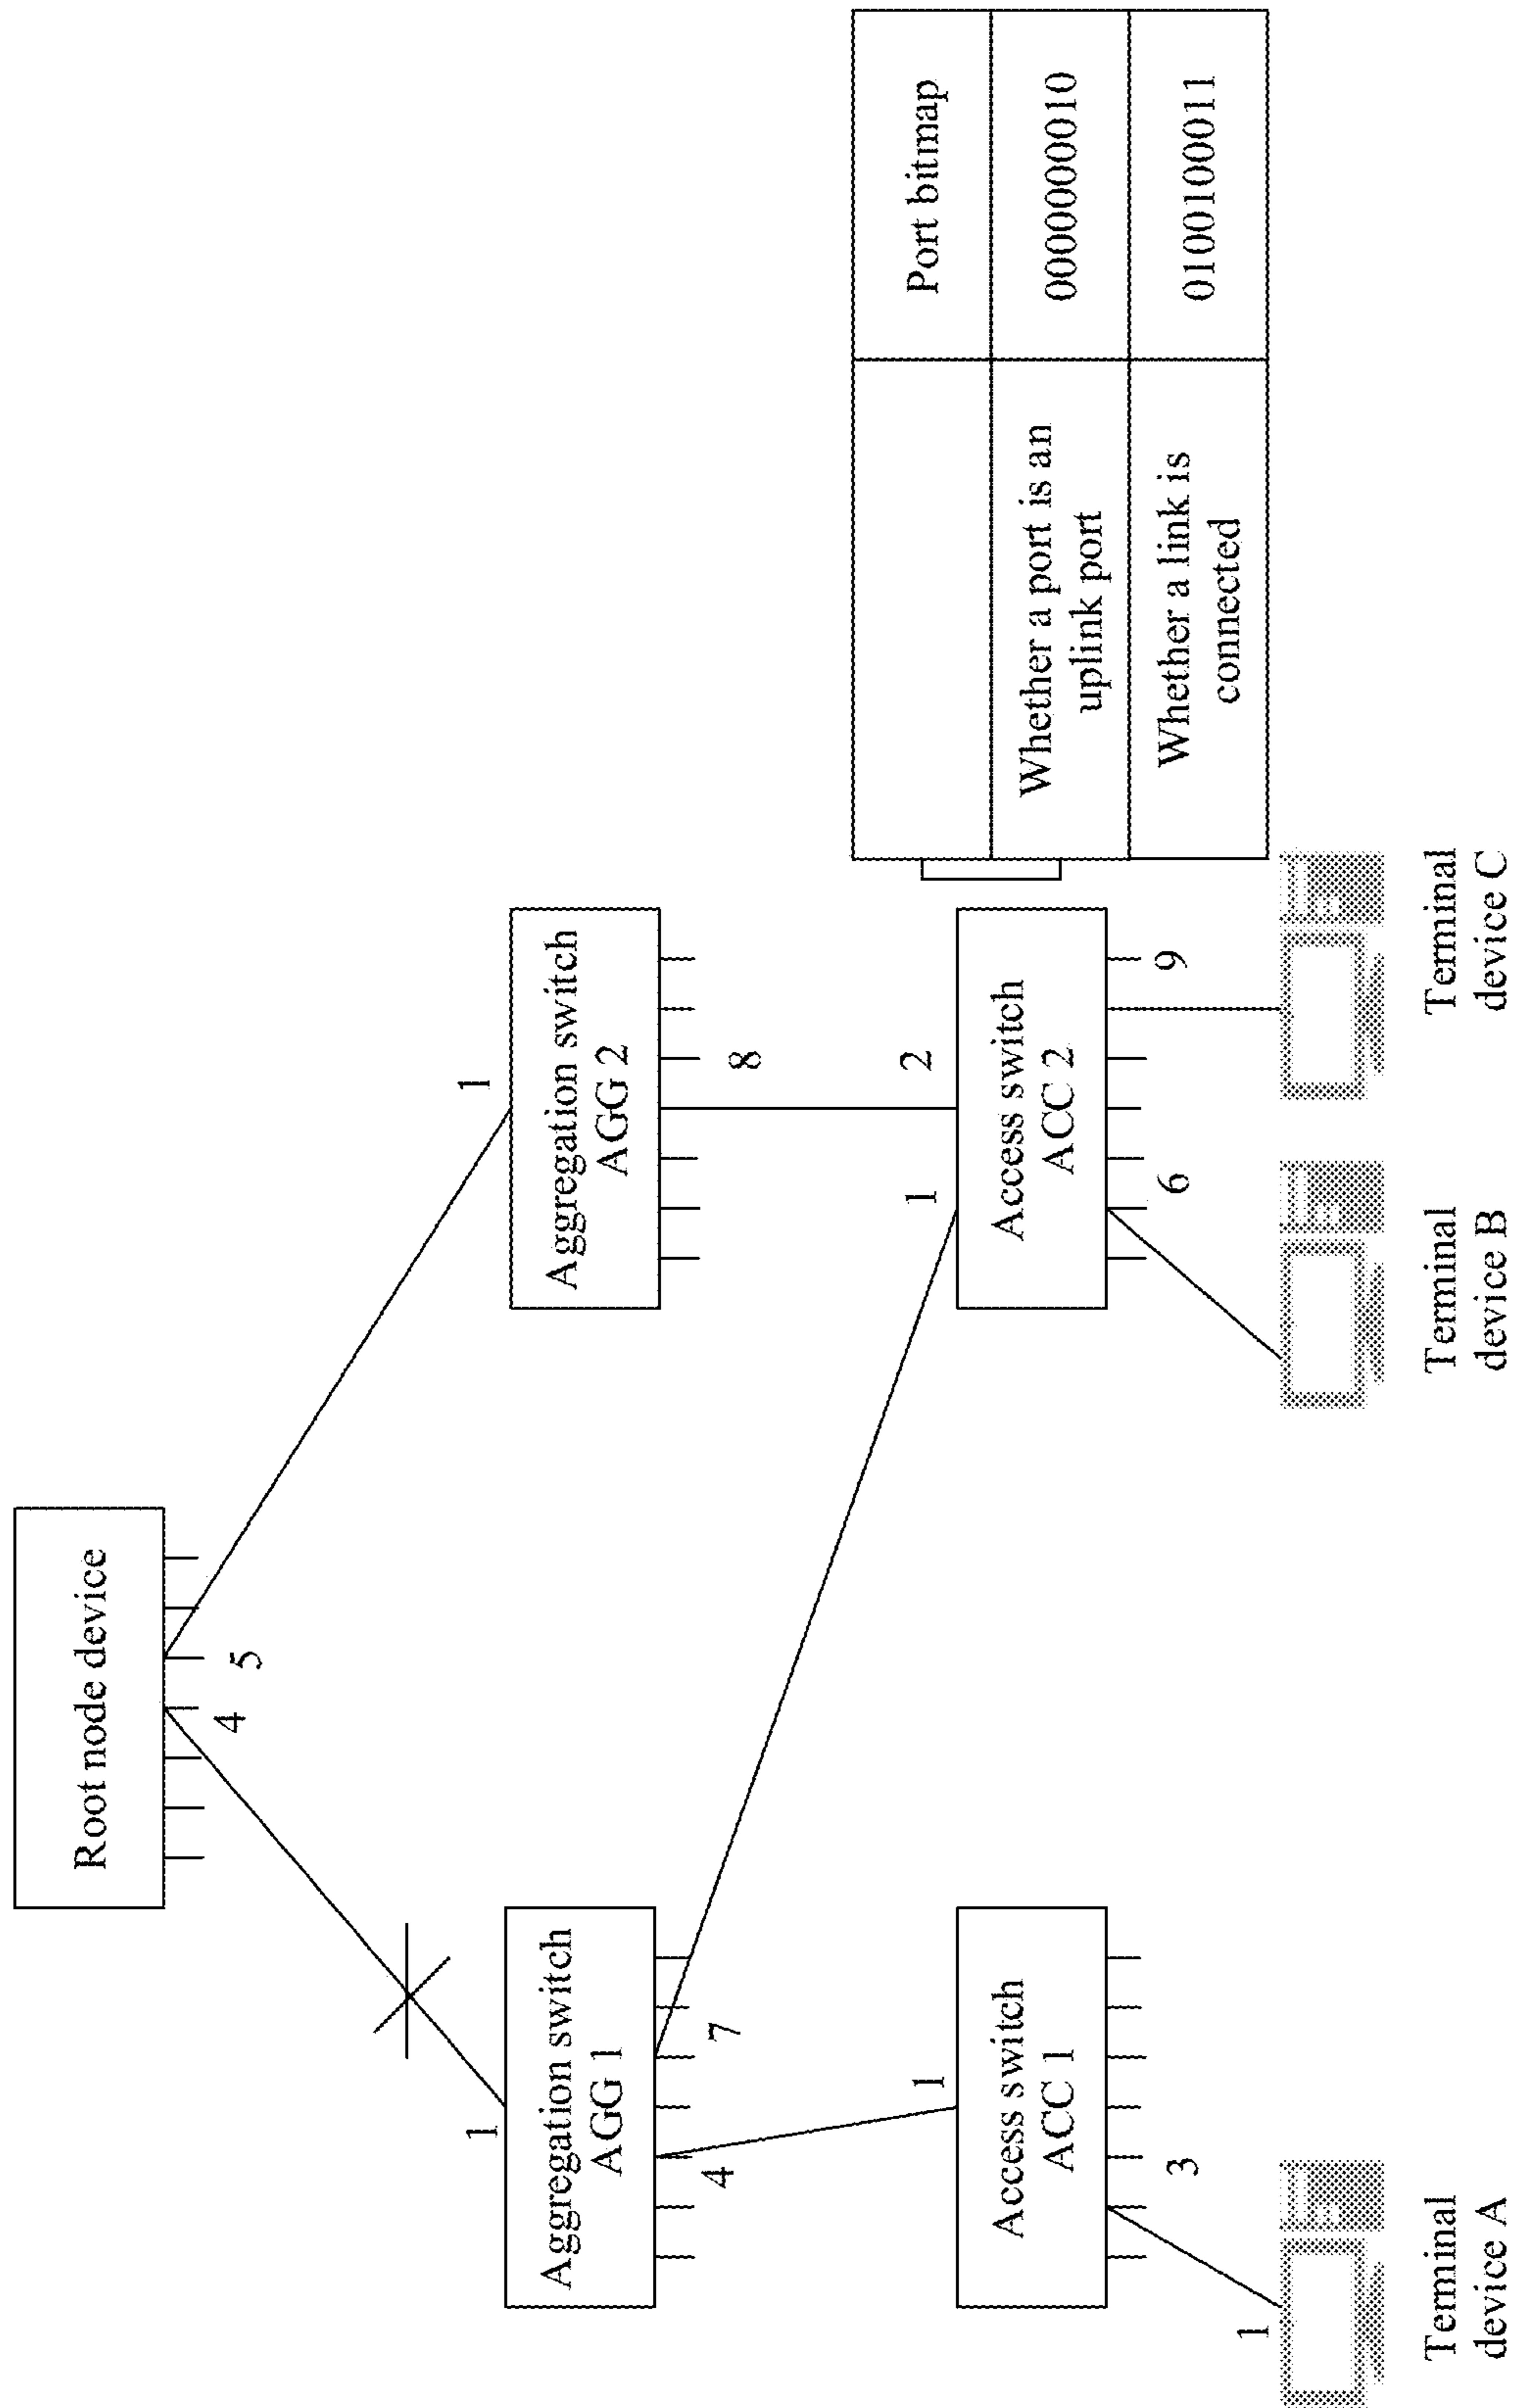 Root node device
4
5
1
1
Aggregation switch
AGG 1
Aggregation switch
AGG 2
4
7
8
1
1
2
Access switch
ACC 1
Access switch
ACC 2
3
6
9
1
Terminal
device A
Terminal
device B
Terminal
device C
Port bitmap
Whether a port is an
uplink port
0000000010
Whether a link is
connected
0100100011